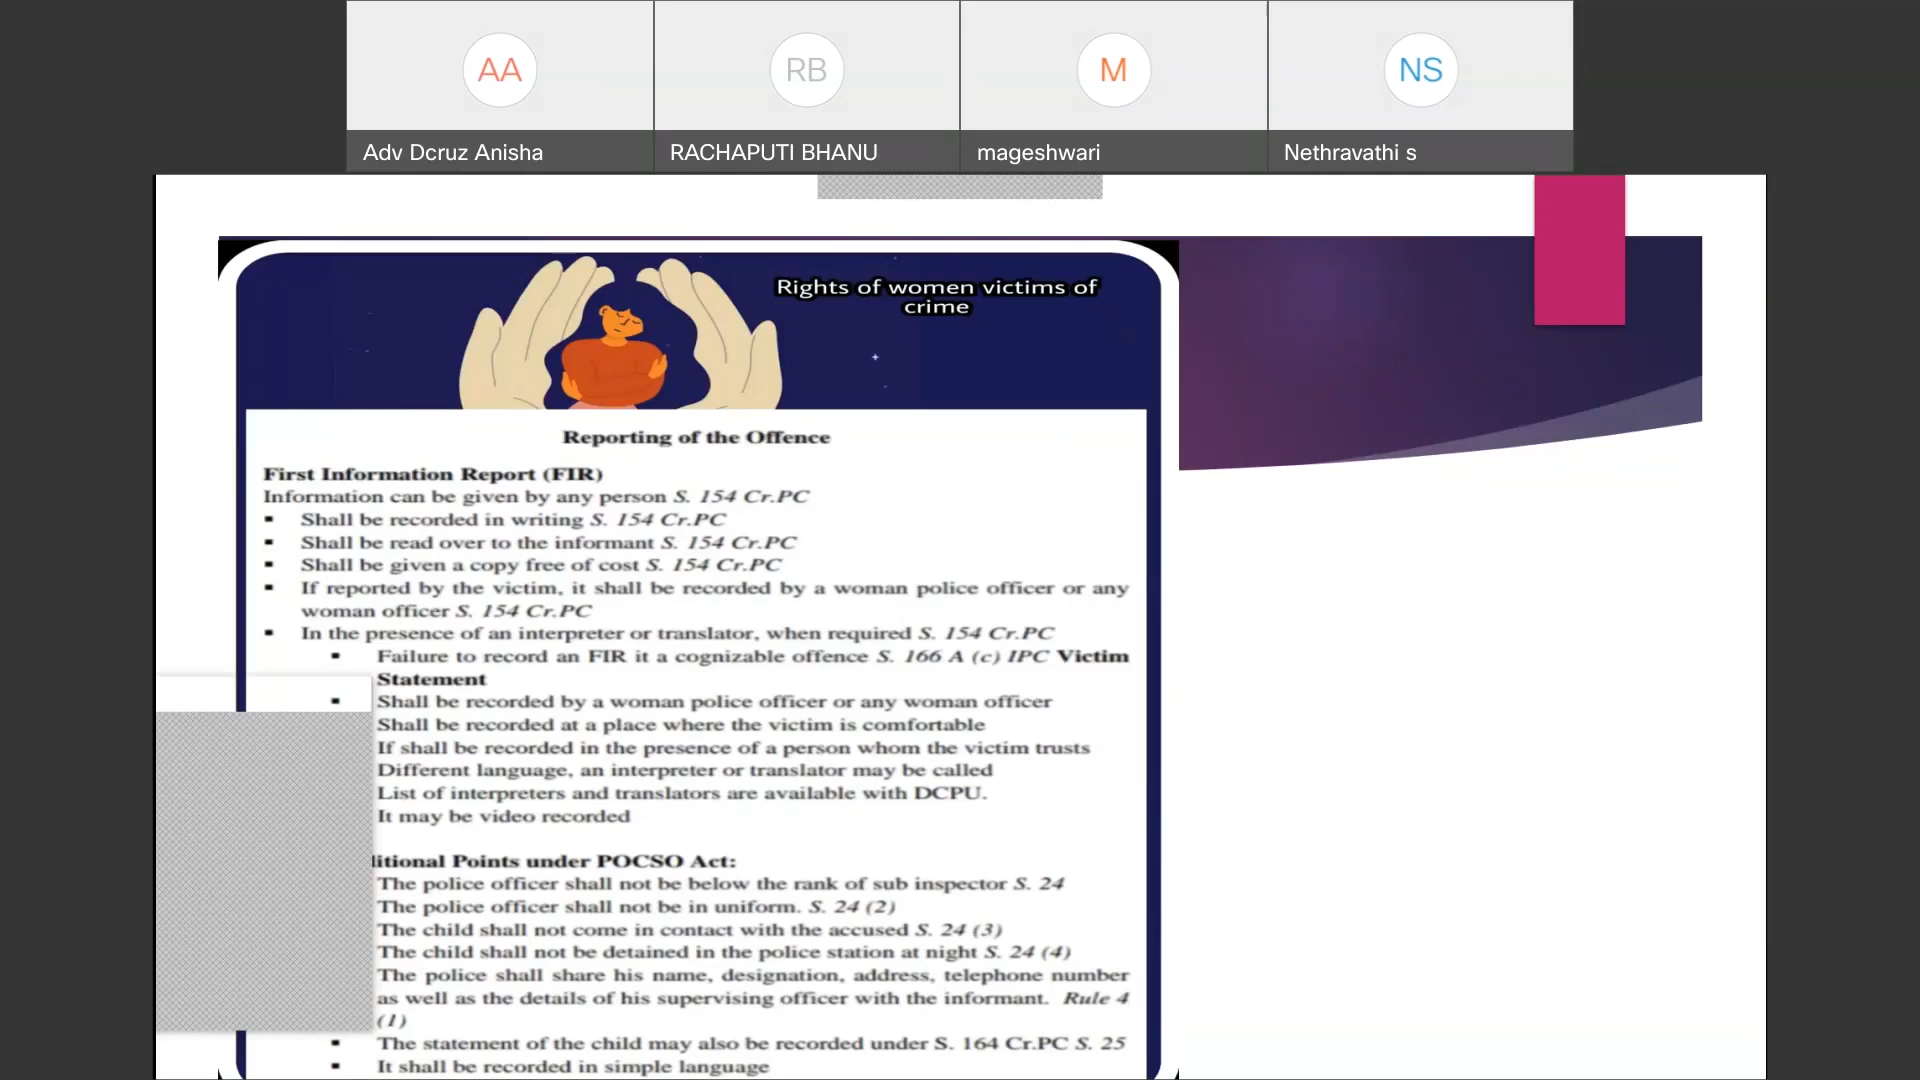 AA
RB
M
NS
Adv Dcruz Anisha
RACHAPUTI BHANU
mageshwari
Nethravathi s
Rights of women victims of
crime
Reporting of the Offence
First Information Report (FIR)
Information can be given by any person S. 154 Cr.PC
▪ Shall be recorded in writing S. 154 Cr.PC
▪ Shall be read over to the informant S. 154 Cr.PC
▪ Shall be given a copy free of cost S. 154 Cr.PC
▪ If reported by the victim, it shall be recorded by a woman police officer or any
woman officer S. 154 Cr.PC
▪ In the presence of an interpreter or translator, when required S. 154 Cr.PC
▪ Failure to record an FIR it a cognizable offence S. 166 A (c) IPC Victim
Statement
▪ Shall be recorded by a woman police officer or any woman officer
Shall be recorded at a place where the victim is comfortable
If shall be recorded in the presence of a person whom the victim trusts
Different language, an interpreter or translator may be called
List of interpreters and translators are available with DCPU.
It may be video recorded
litional Points under POCSO Act:
The police officer shall not be below the rank of sub inspector S. 24
The police officer shall not be in uniform. S. 24 (2)
The child shall not come in contact with the accused S. 24 (3)
The child shall not be detained in the police station at night S. 24 (4)
The police shall share his name, designation, address, telephone number
as well as the details of his supervising officer with the informant. Rule 4
(1)
▪ The statement of the child may also be recorded under S. 164 Cr.PC S. 25
▪ It shall be recorded in simple language